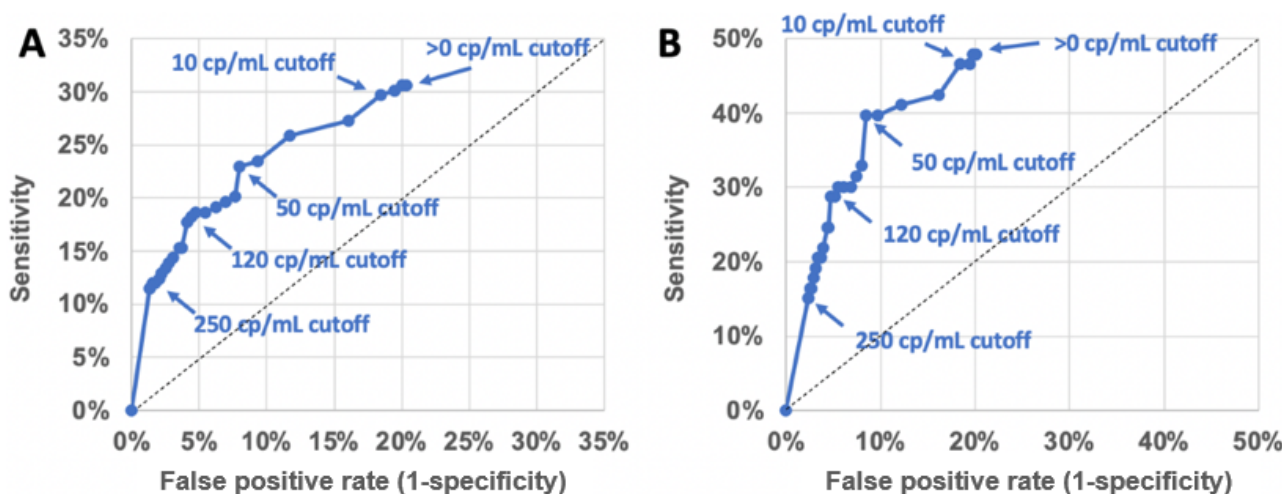 A
35%
30%
25%
20%
15%
10%
5%
0%
Sensitivity
10 cp/mL cutoff
>0 cp/mL cutoff
50 cp/mL cutoff
120 cp/mL cutoff
250 cp/mL cutoff
0% 5% 10% 15% 20% 25% 30% 35%
False positive rate (1-specificity)
B
50%
40%
30%
20%
10%
0%
Sensitivity
10 cp/mL cutoff
>0 cp/mL cutoff
50 cp/mL cutoff
120 cp/mL cutoff
250 cp/mL cutoff
0% 10% 20% 30% 40% 50%
False positive rate (1-specificity)